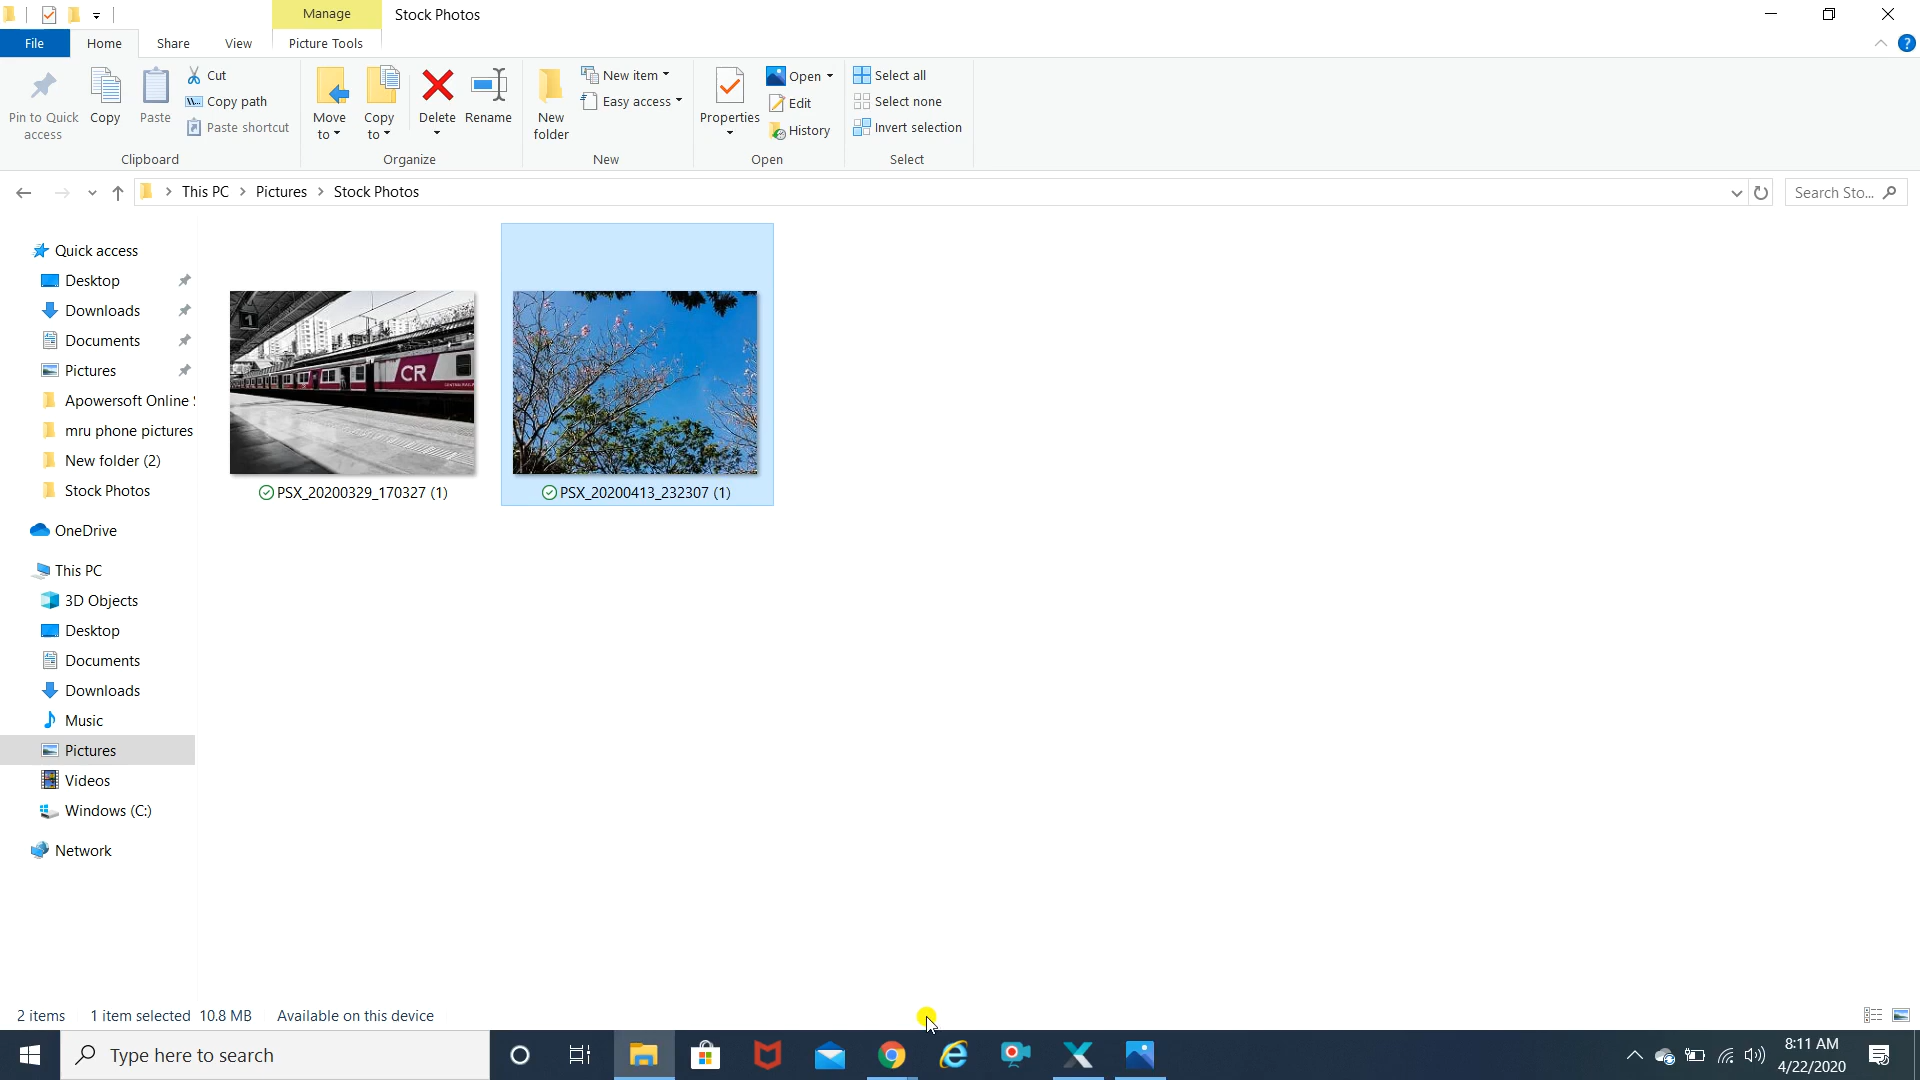 Manage
Stock Photos
File
Home
Share
View
Picture Tools
Pin to Quick access
Copy
Paste
Cut
Copy path
Paste shortcut
Clipboard
Move to
Copy to
Delete
Rename
Organize
New folder
New item
Easy access
New
Properties
Open
Edit
History
Open
Select all
Select none
Invert selection
Select
This PC > Pictures > Stock Photos
Search Sto...
Quick access
Desktop
Downloads
Documents
Pictures
Apowersoft Online
mru phone pictures
New folder (2)
Stock Photos
OneDrive
This PC
3D Objects
Desktop
Documents
Downloads
Music
Pictures
Videos
Windows (C:)
Network
1
CR
PSX_20200329_170327 (1)
PSX_20200413_232307 (1)
2 items
1 item selected 10.8 MB
Available on this device
Type here to search
8:11 AM
4/22/2020